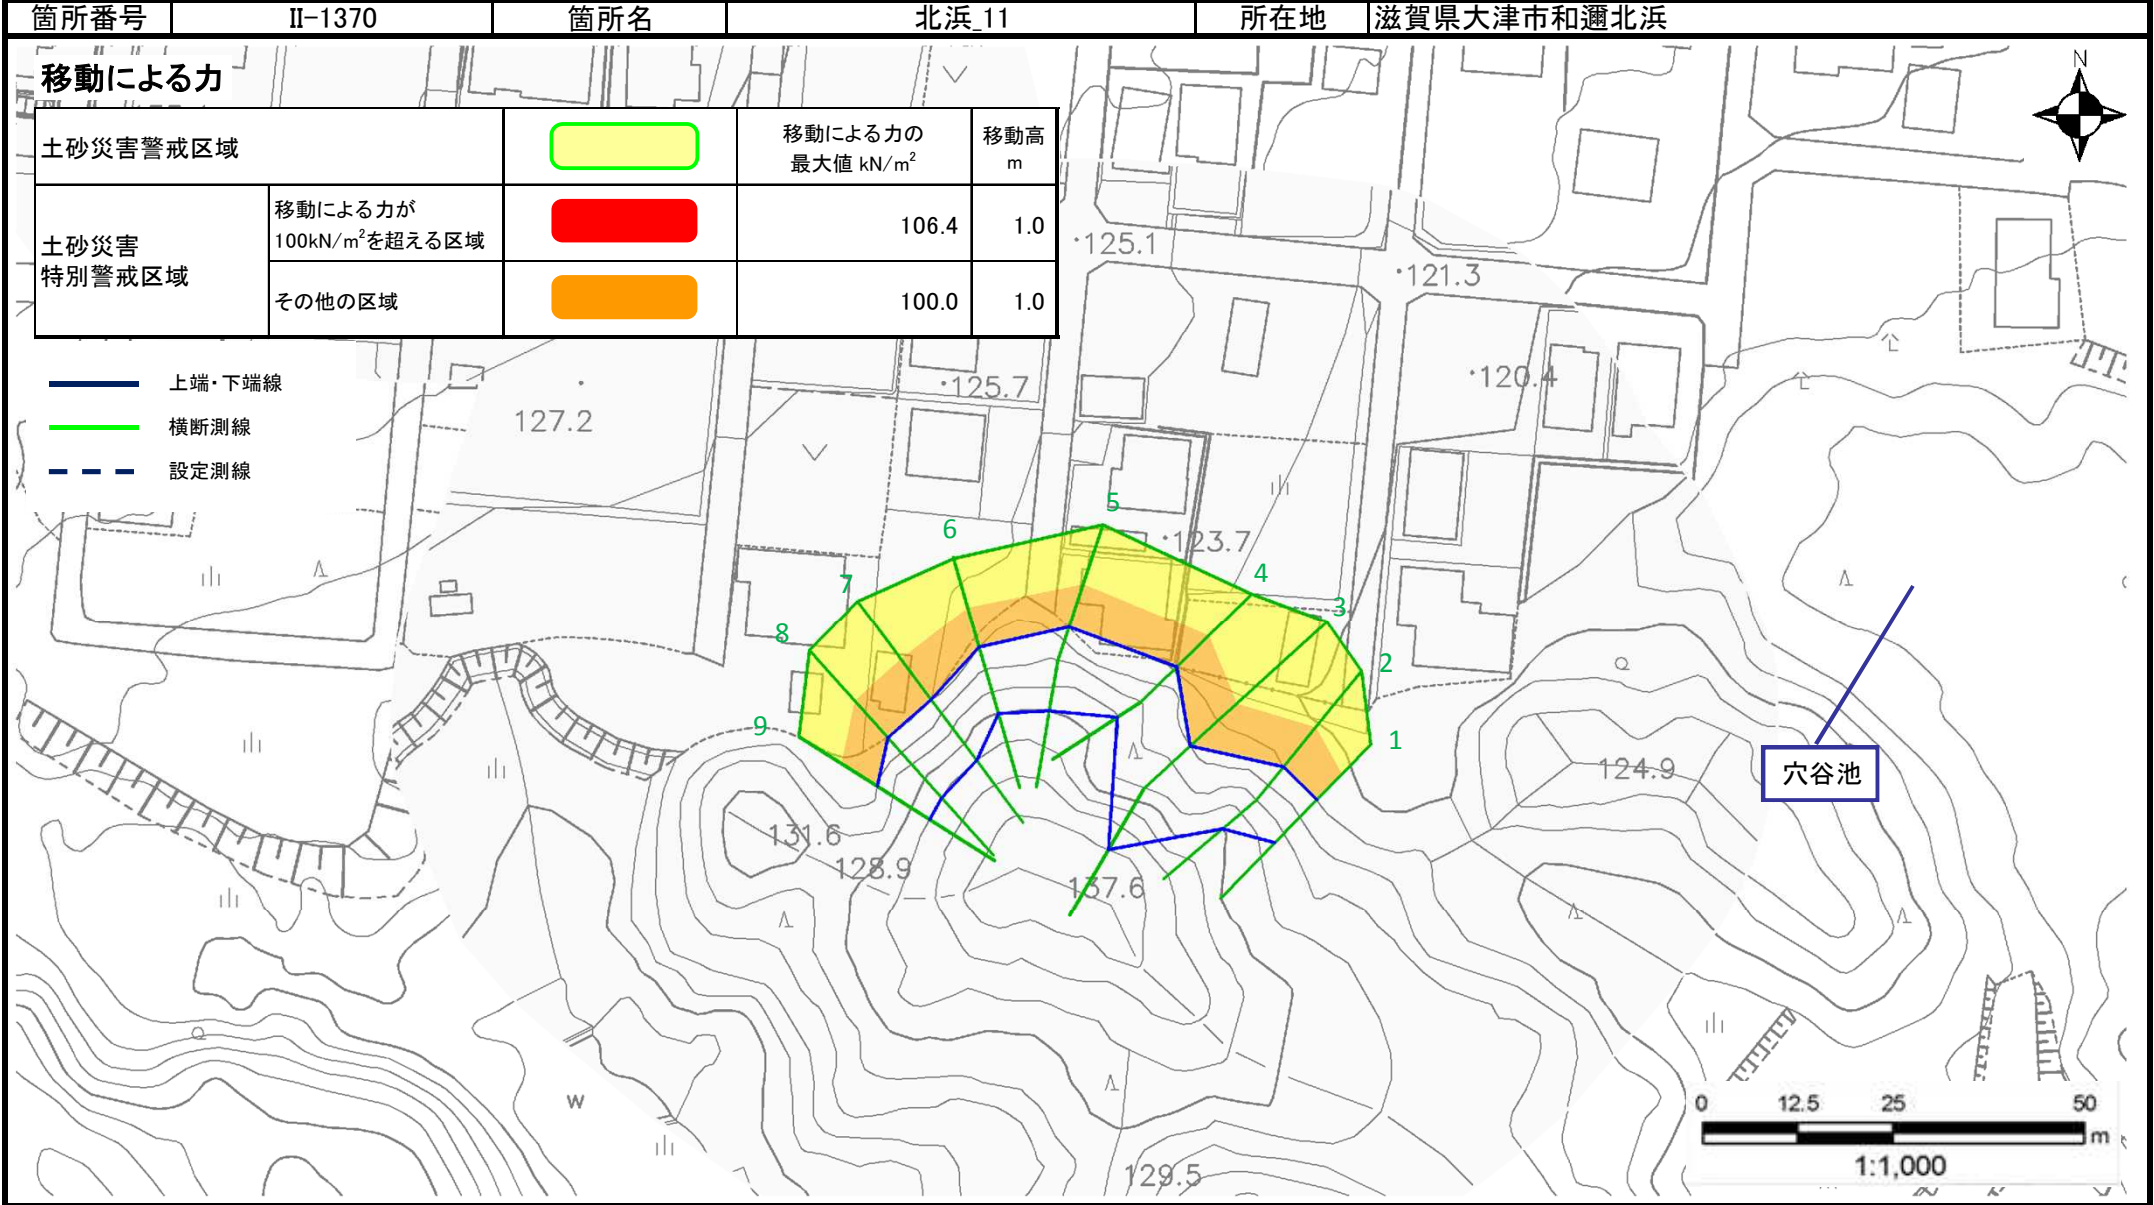 箇所番号 II-1370 箇所名 北浜_11 所在地 滋賀県大津市和邇北浜
移動による力
土砂災害警戒区域
移動による力の
最大値 kN/m²
移動高
m
土砂災害
特別警戒区域
移動による力が
100kN/m²を超える区域
106.4 1.0
その他の区域
100.0 1.0
上端・下端線
横断測線
設定測線
N
125.1
121.3
125.7
120.4
127.2
123.7
5
6
4
7
3
8
2
9
1
124.9
穴谷池
131.6
128.9
137.6
129.5
W
0 12.5 25 50
m
1:1,000